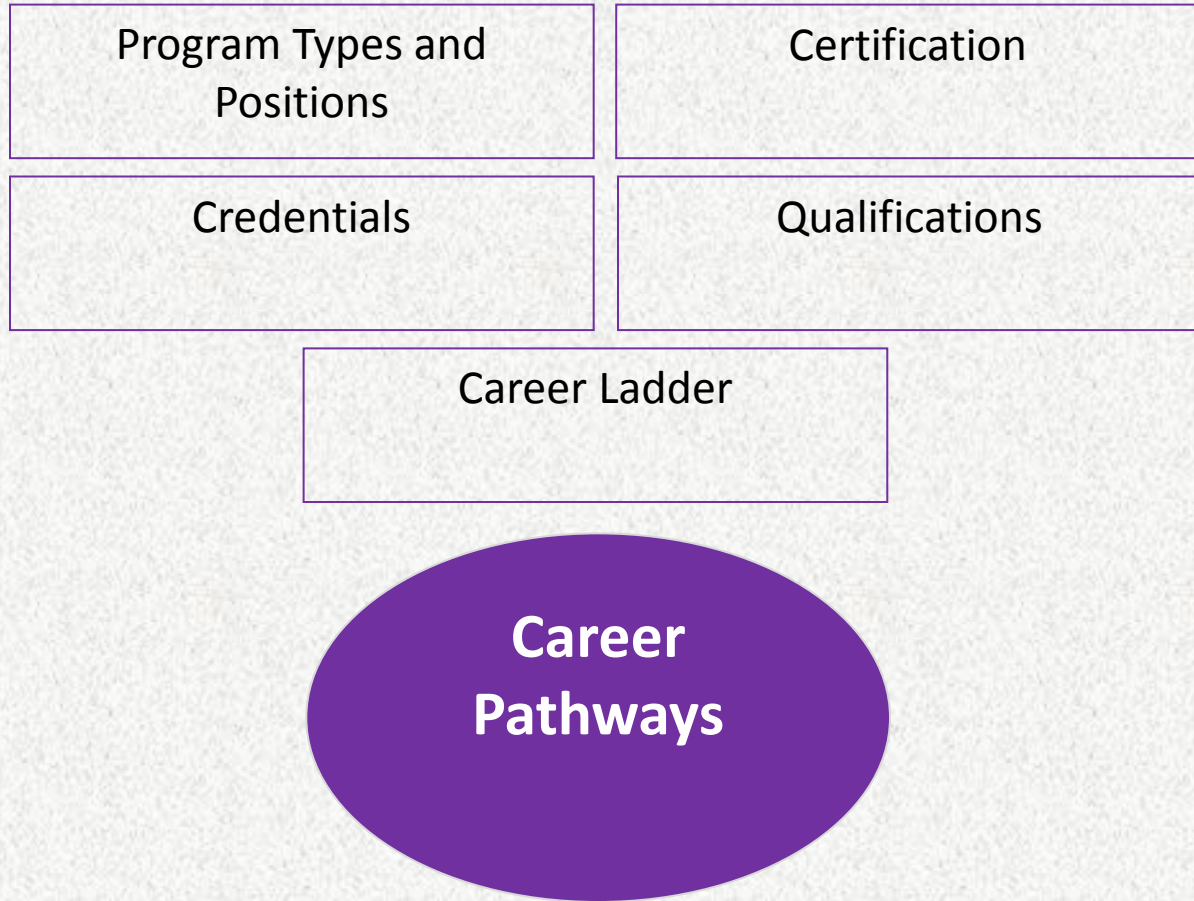 Program Types and
Positions
Certification
Credentials
Qualifications
Career Ladder
Career
Pathways